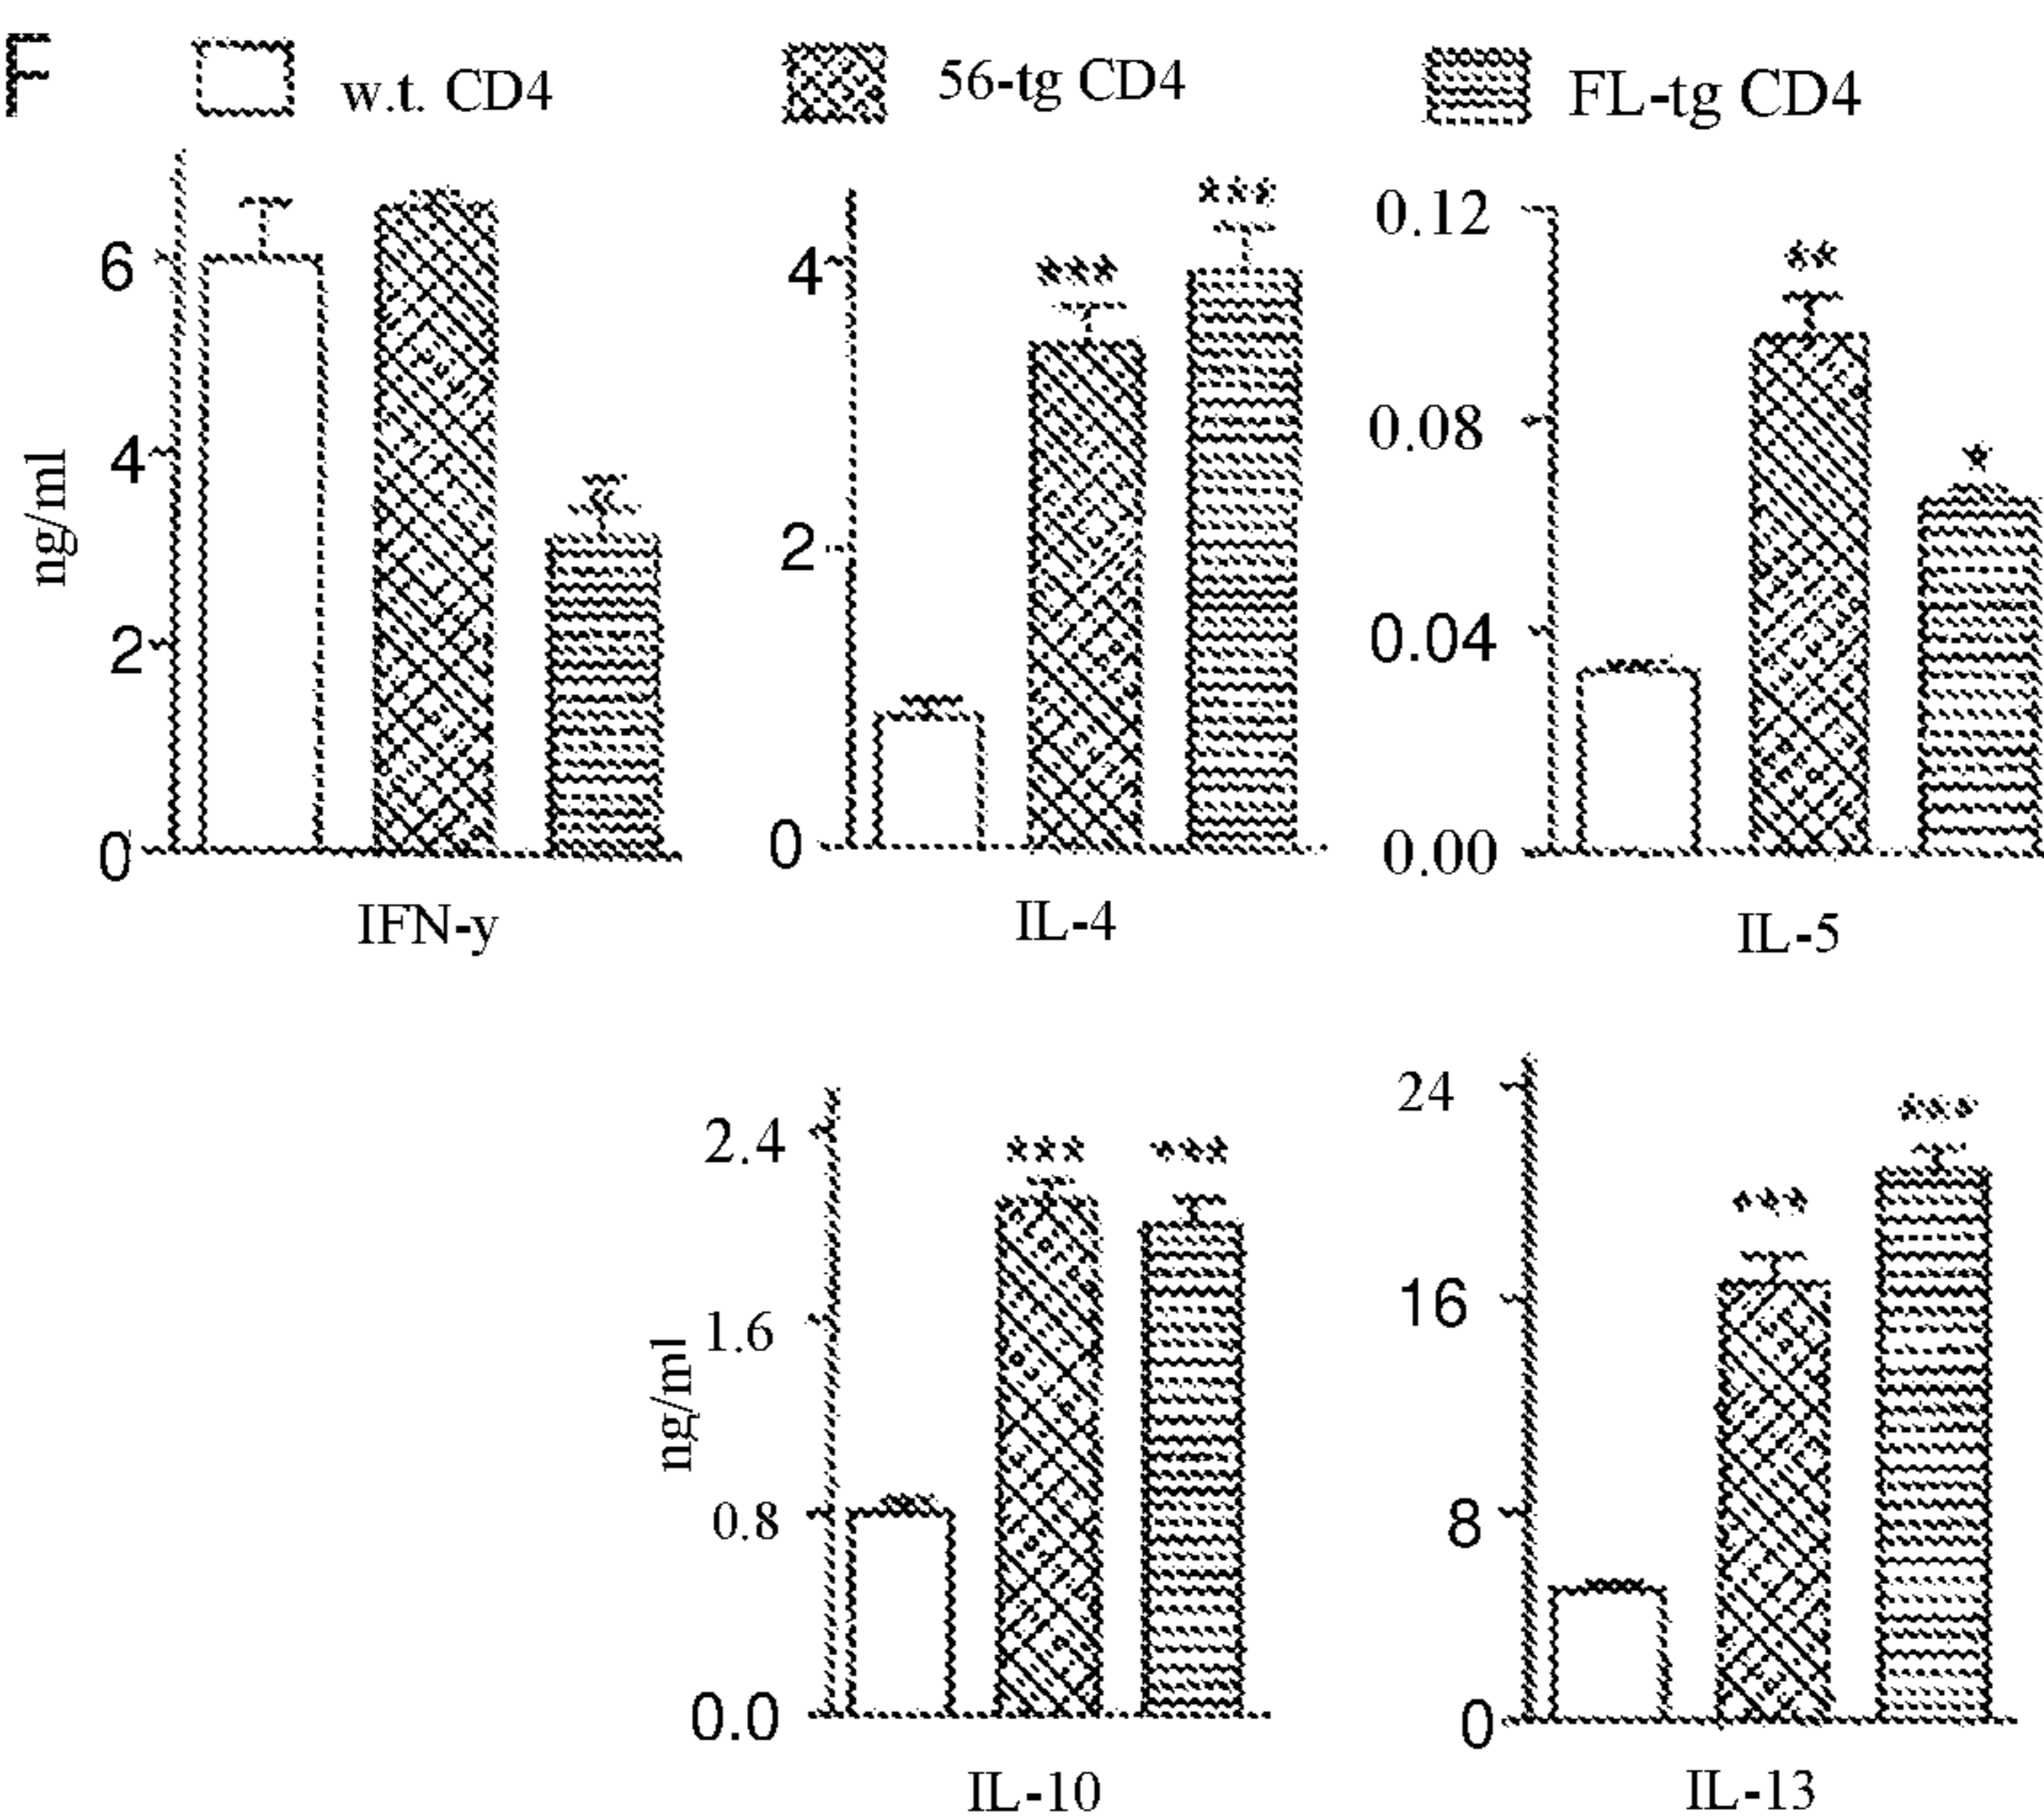 F
w.t. CD4
56-tg CD4
FL-tg CD4
ng/ml
6
4
2
0
IFN-y
***
***
4
2
0
IL-4
**
*
0.12
0.08
0.04
0.00
IL-5
ng/ml
***
***
2.4
1.6
0.8
0.0
IL-10
***
***
24
16
8
0
IL-13